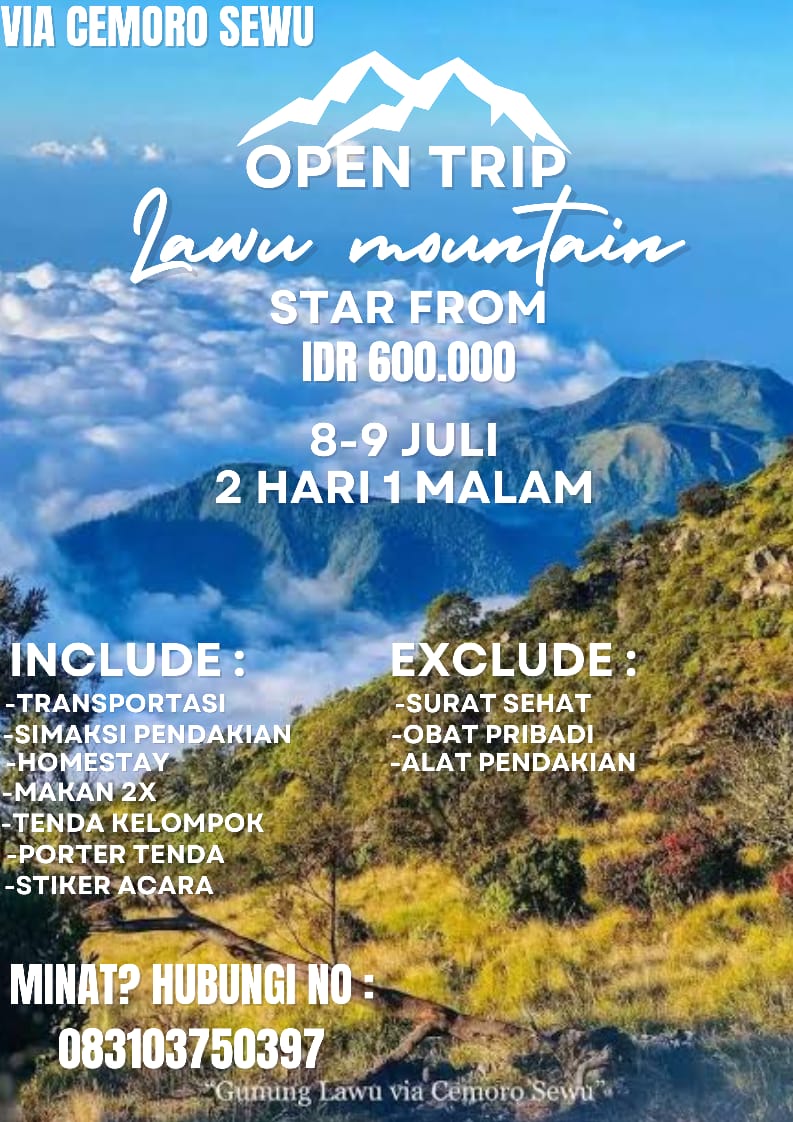 VIA CEMORO SEWU
OPEN TRIP
Lawu mountain
STAR FROM
IDR 600.000
8-9 JULI
2 HARI 1 MALAM
INCLUDE :
-TRANSPORTASI
-SIMAKSI PENDAKIAN
-HOMESTAY
-MAKAN 2X
-TENDA KELOMPOK
-PORTER TENDA
-STIKER ACARA
EXCLUDE :
-SURAT SEHAT
-OBAT PRIBADI
-ALAT PENDAKIAN
MINAT? HUBUNGI NO :
083103750397
“Gunung Lawu via Cemoro Sewu”